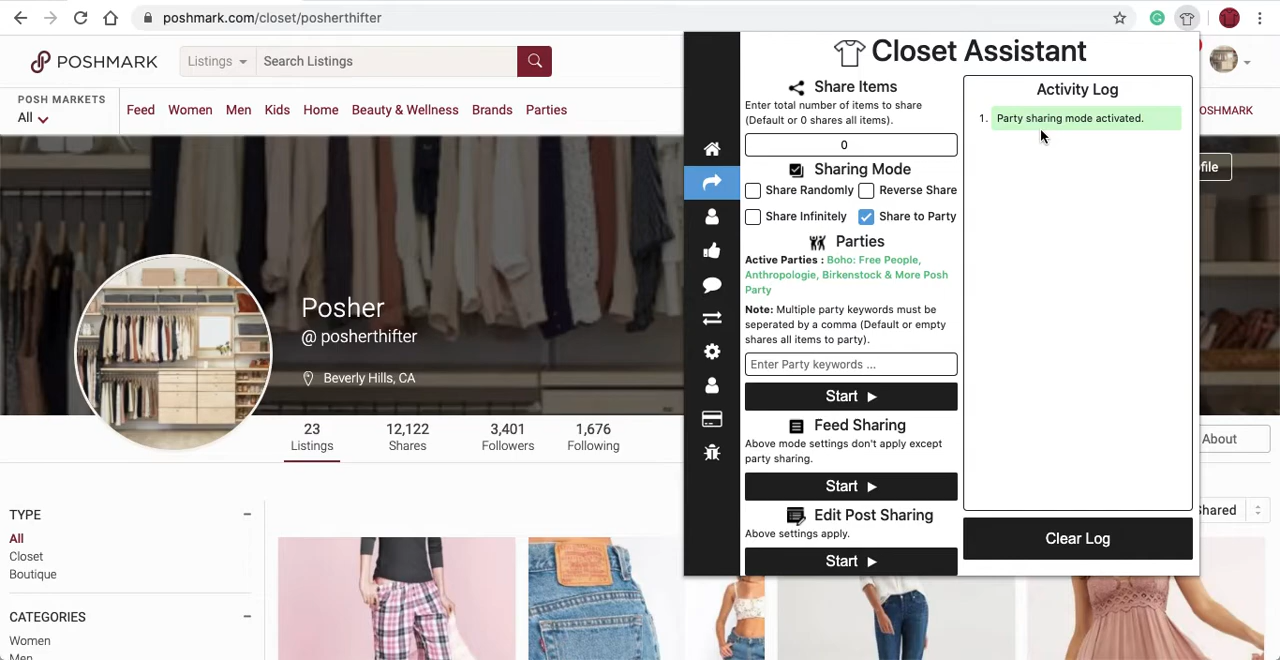 poshmark.com/closet/posherthifter
POSHMARK
Listings
Search Listings
POSH MARKETS
All
Feed
Women
Men
Kids
Home
Beauty & Wellness
Brands
Parties
OSHMARK
Posher
@ posherthifter
Beverly Hills, CA
file
23
Listings
12,122
Shares
3,401
Followers
1,676
Following
About
Shared
TYPE
All
Closet
Boutique
CATEGORIES
Women
Men
Closet Assistant
Share Items
Enter total number of items to share
(Default or 0 shares all items).
0
Sharing Mode
Share Randomly
Reverse Share
Share Infinitely
Share to Party
Parties
Active Parties : Boho: Free People,
Anthropologie, Birkenstock & More Posh
Party
Note: Multiple party keywords must be
seperated by a comma (Default or empty
shares all items to party).
Enter Party keywords ...
Start
Feed Sharing
Above mode settings don't apply except
party sharing.
Start
Edit Post Sharing
Above settings apply.
Start
Activity Log
1. Party sharing mode activated.
Clear Log